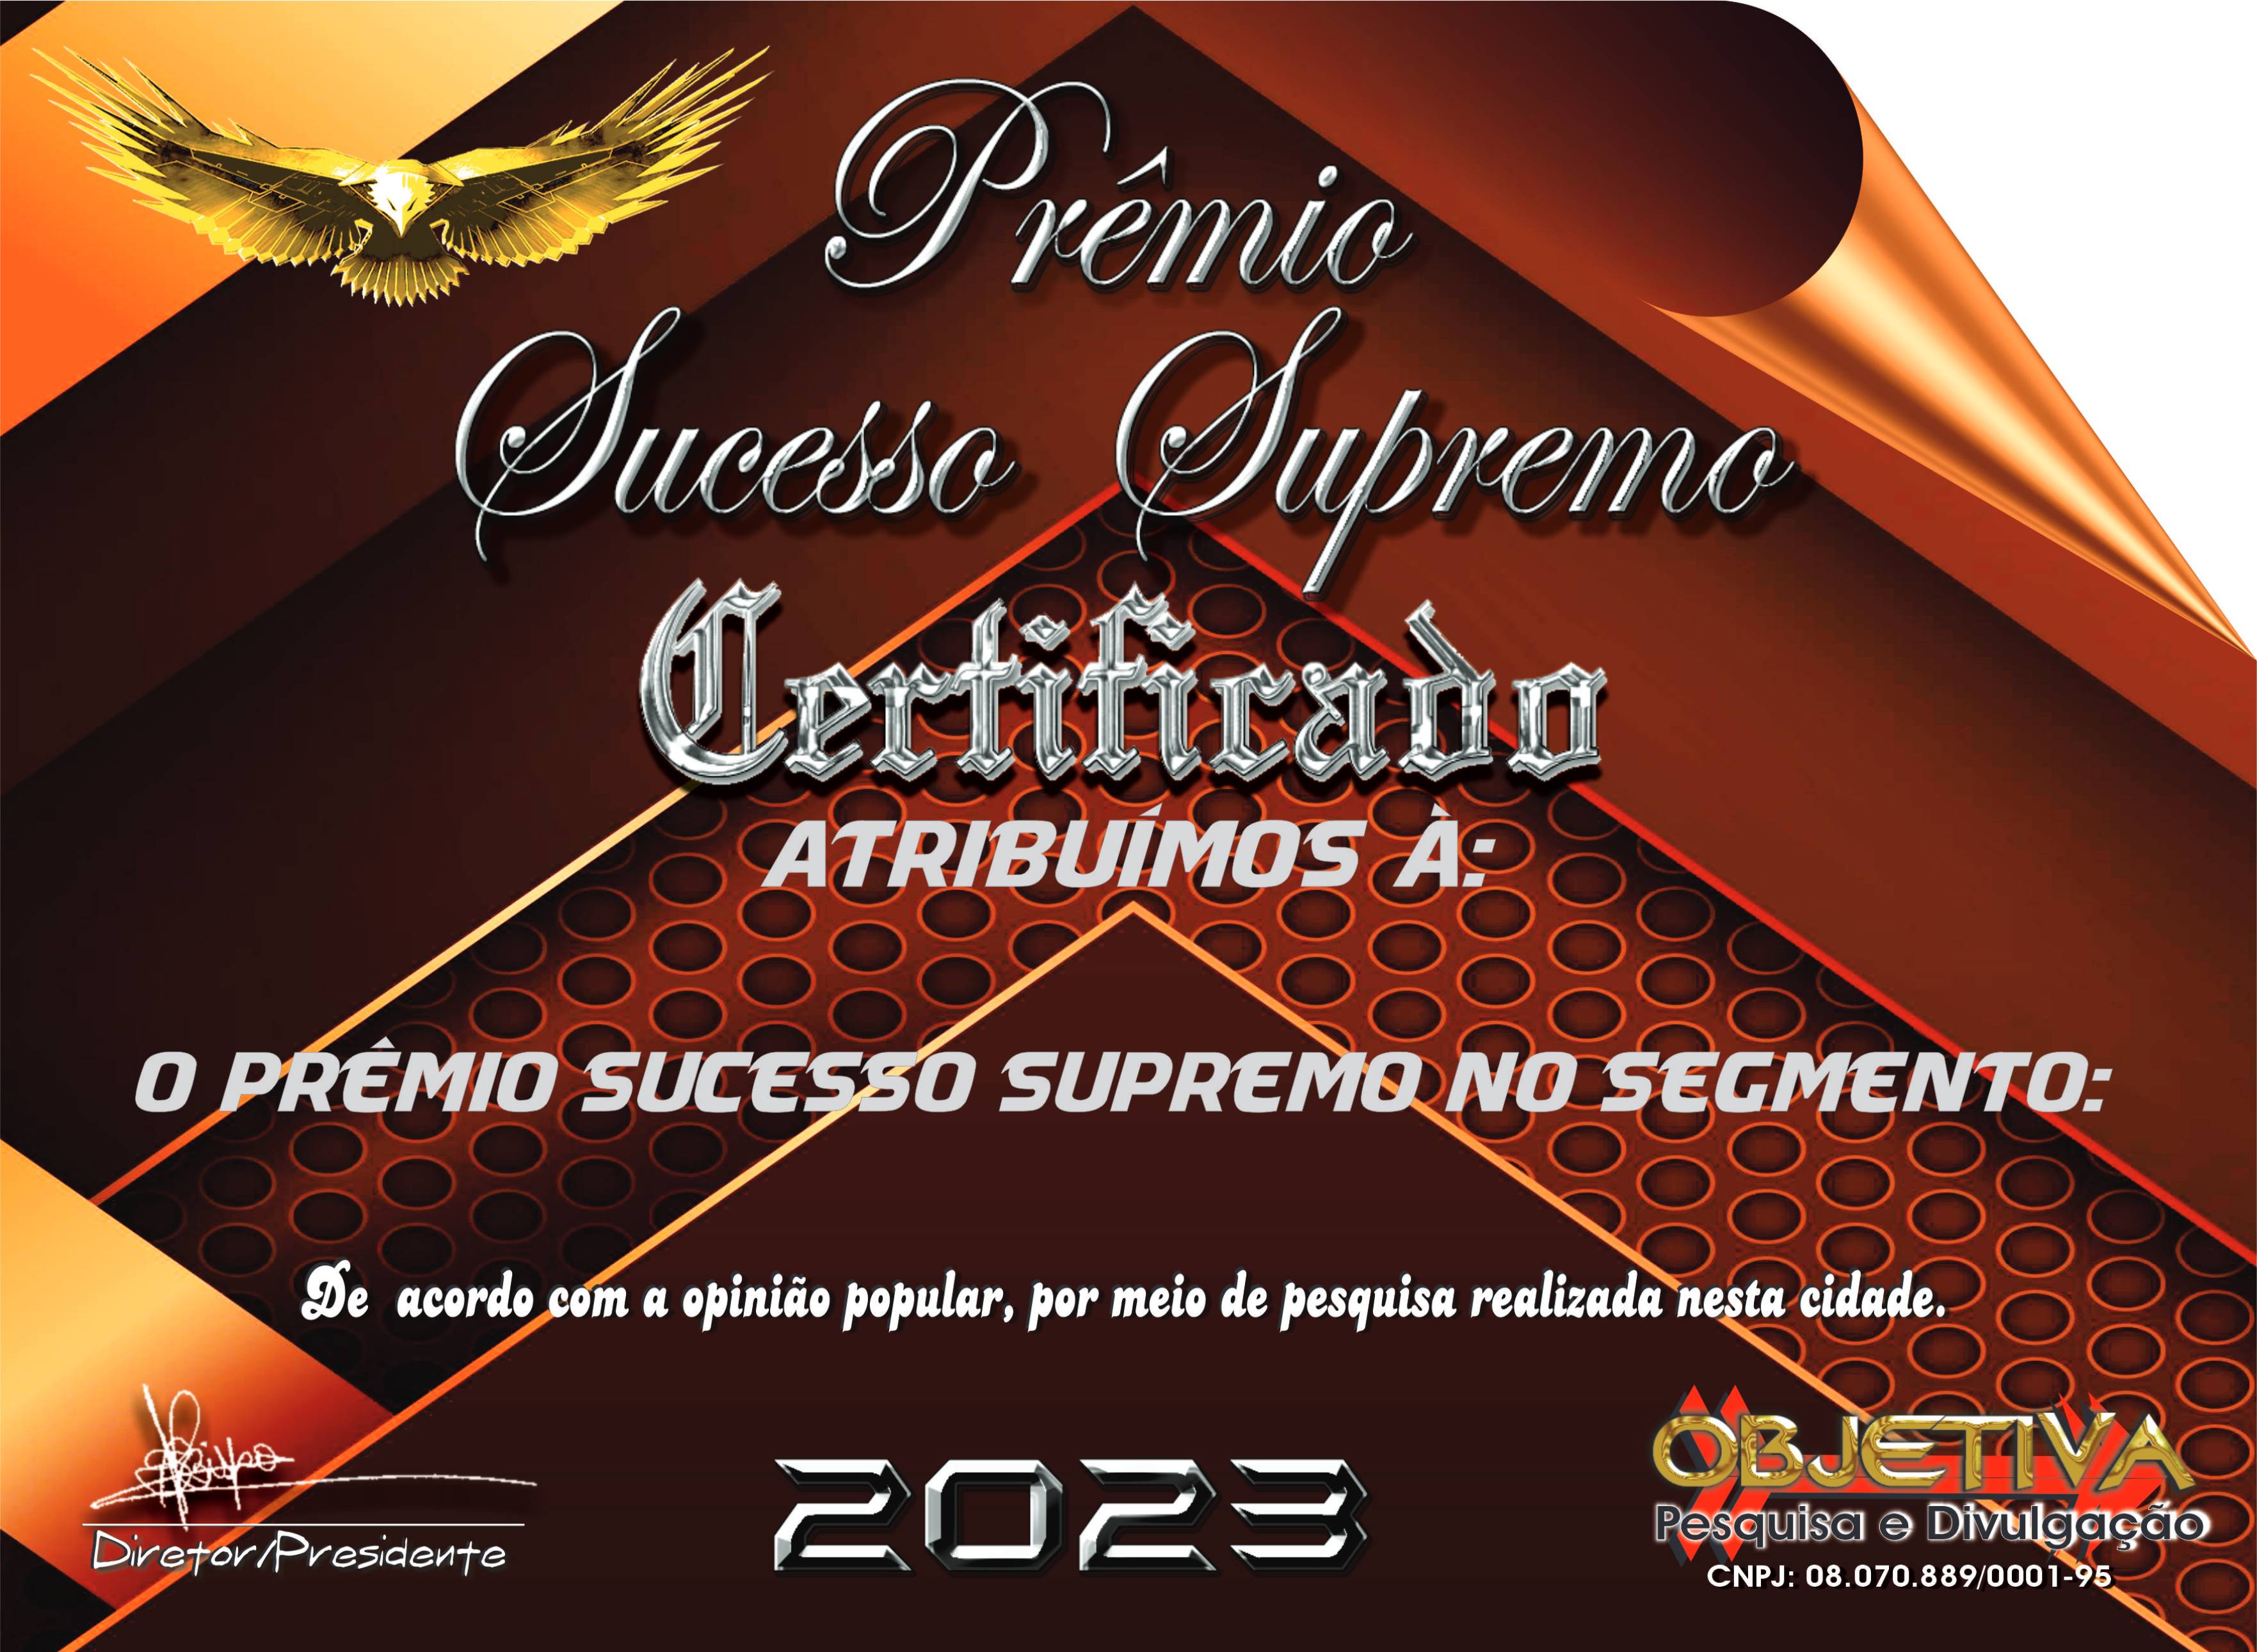 Prêmio
Sucesso Supremo
Certificado
ATRIBUÍMOS À:
O PRÊMIO SUCESSO SUPREMO NO SEGMENTO:
De acordo com a opinião popular, por meio de pesquisa realizada nesta cidade.
Diretor/Presidente
2023
OBJETIVA
Pesquisa e Divulgação
CNPJ: 08.070.889/0001-95